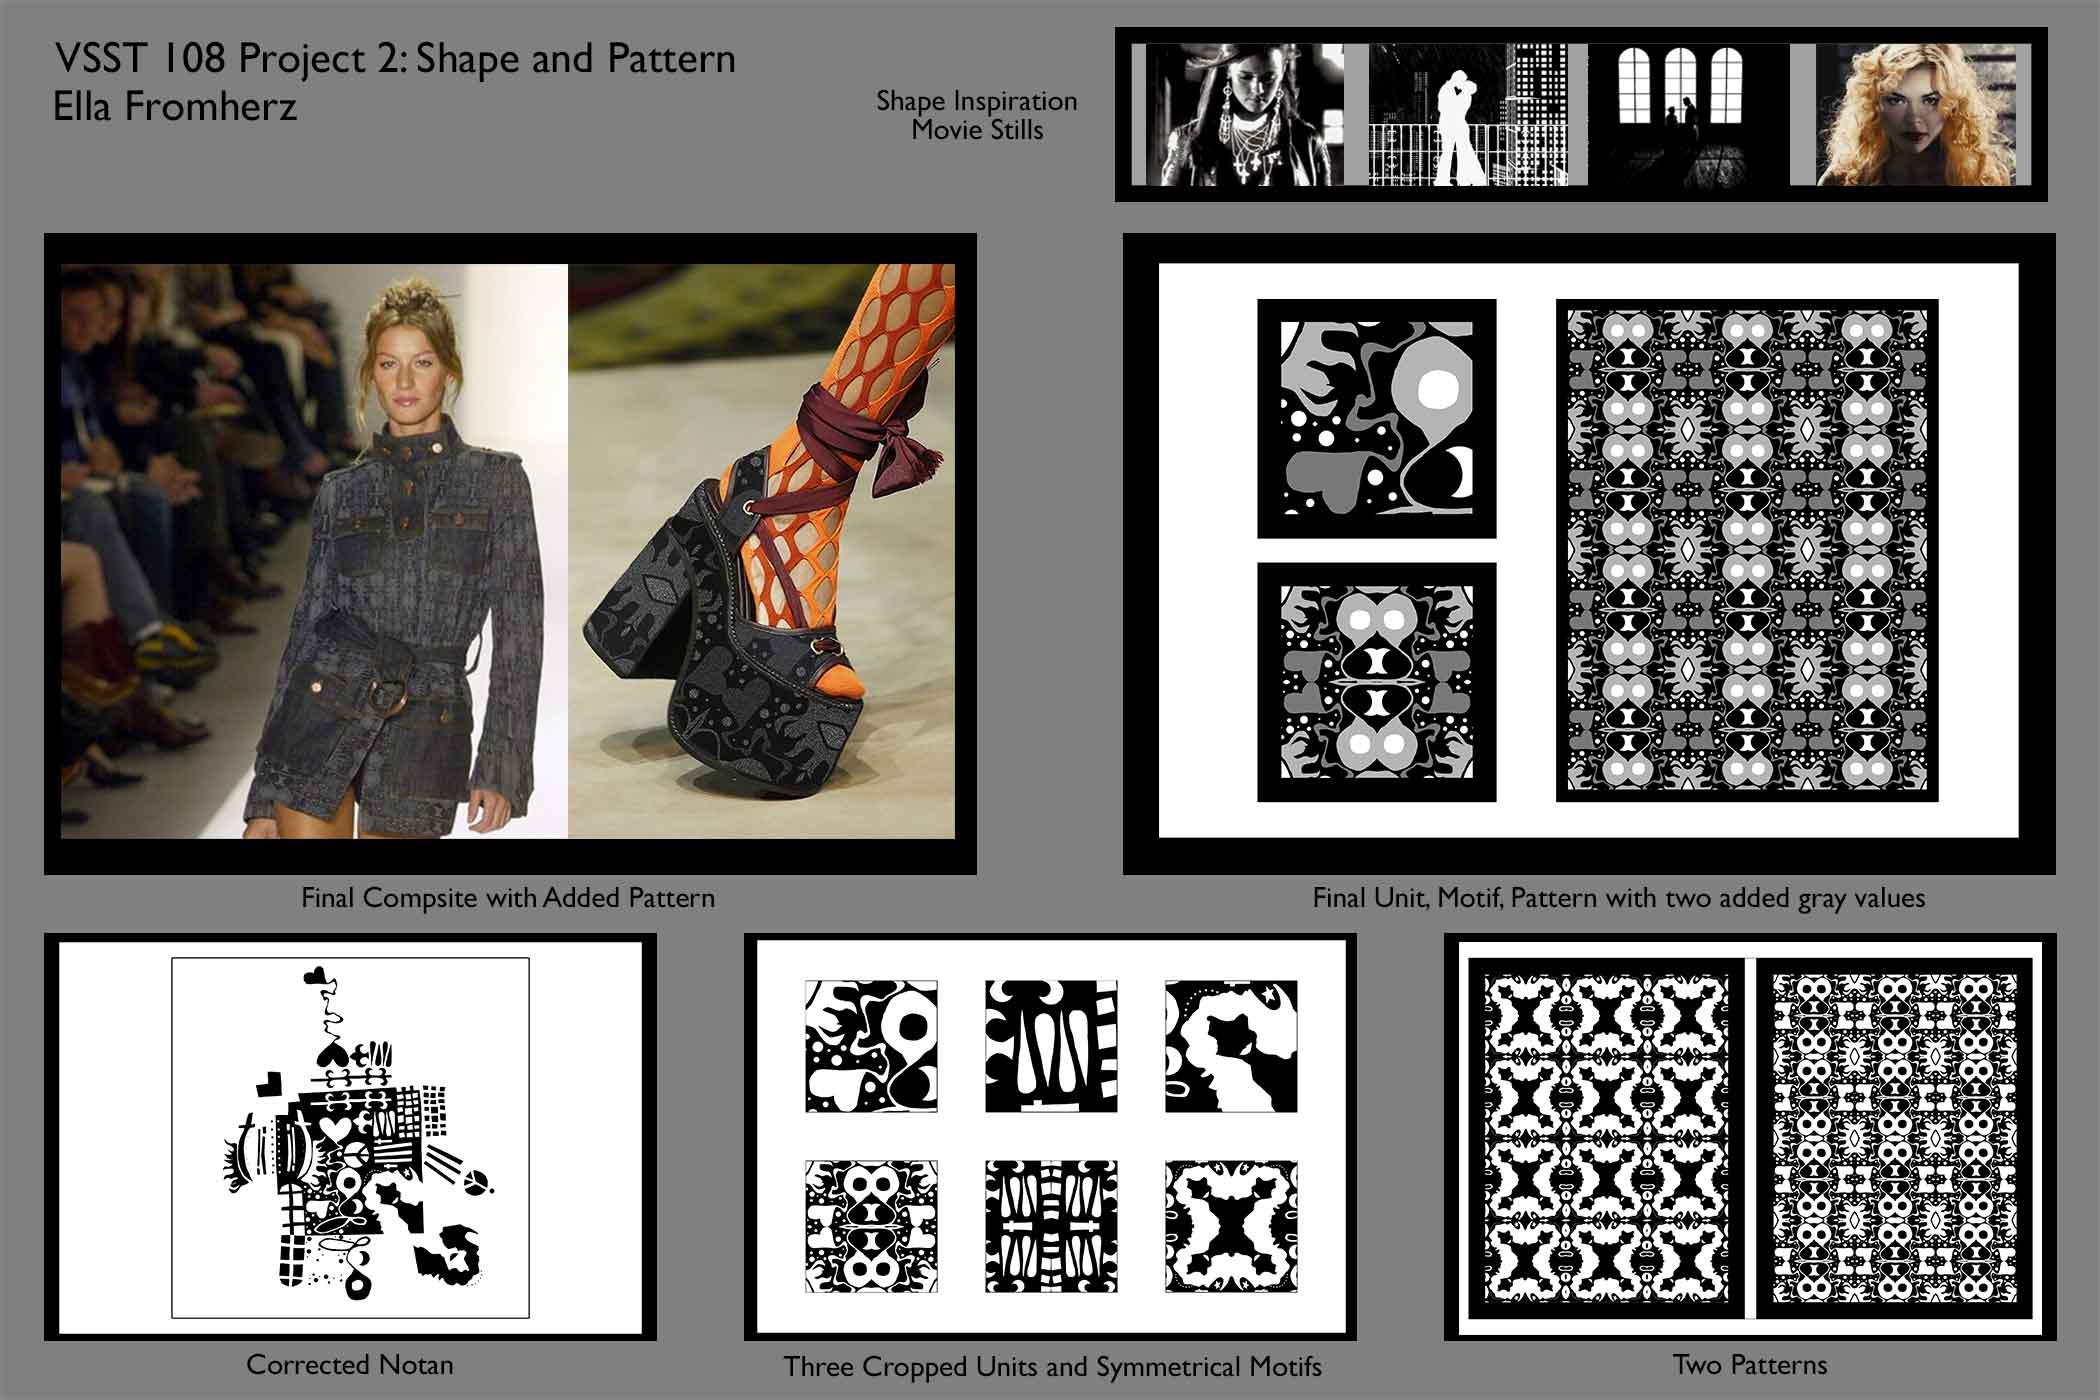 VSST 108 Project 2: Shape and Pattern
Ella Fromherz
Shape Inspiration
Movie Stills
Final Compsite with Added Pattern
Final Unit, Motif, Pattern with two added gray values
Corrected Notan
Three Cropped Units and Symmetrical Motifs
Two Patterns